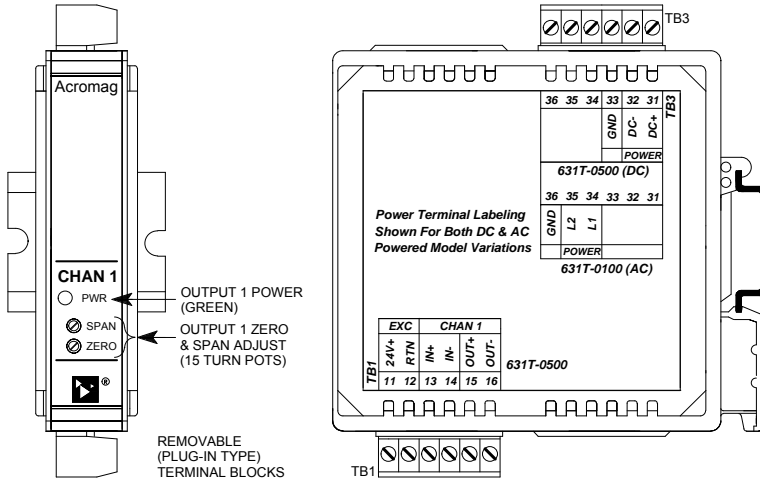 Acromag
CHAN 1
PWR
SPAN
ZERO
®
OUTPUT 1 POWER
(GREEN)
OUTPUT 1 ZERO
& SPAN ADJUST
(15 TURN POTS)
REMOVABLE
(PLUG-IN TYPE)
TERMINAL BLOCKS
TB3
36 35 34 33 32 31
TB3
GND DC- DC+
POWER
631T-0500 (DC)
36 35 34 33 32 31
GND L2 L1
POWER
631T-0100 (AC)
Power Terminal Labeling
Shown For Both DC & AC
Powered Model Variations
EXC CHAN 1
TB1
24V+ RTN IN+ IN- OUT+ OUT-
11 12 13 14 15 16
631T-0500
TB1